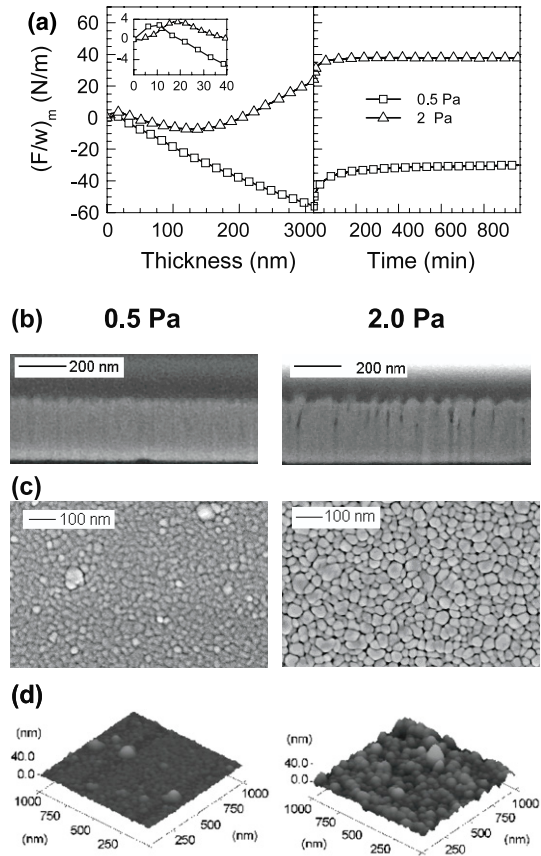 (a)
(F/w)m (N/m)
40
20
0
-20
-40
-60
4
0
-4
0 10 20 30 40
0.5 Pa
2 Pa
0 100 200 300 0 200 400 600 800
Thickness (nm) Time (min)
(b) 0.5 Pa 2.0 Pa
200 nm 200 nm
(c)
100 nm 100 nm
(d)
(nm) (nm)
40.0 40.0
0.0 0.0
1000 1000 1000 1000
750 750 750 750
500 500 500 500
(nm) 250 250 (nm) (nm) 250 250 (nm)